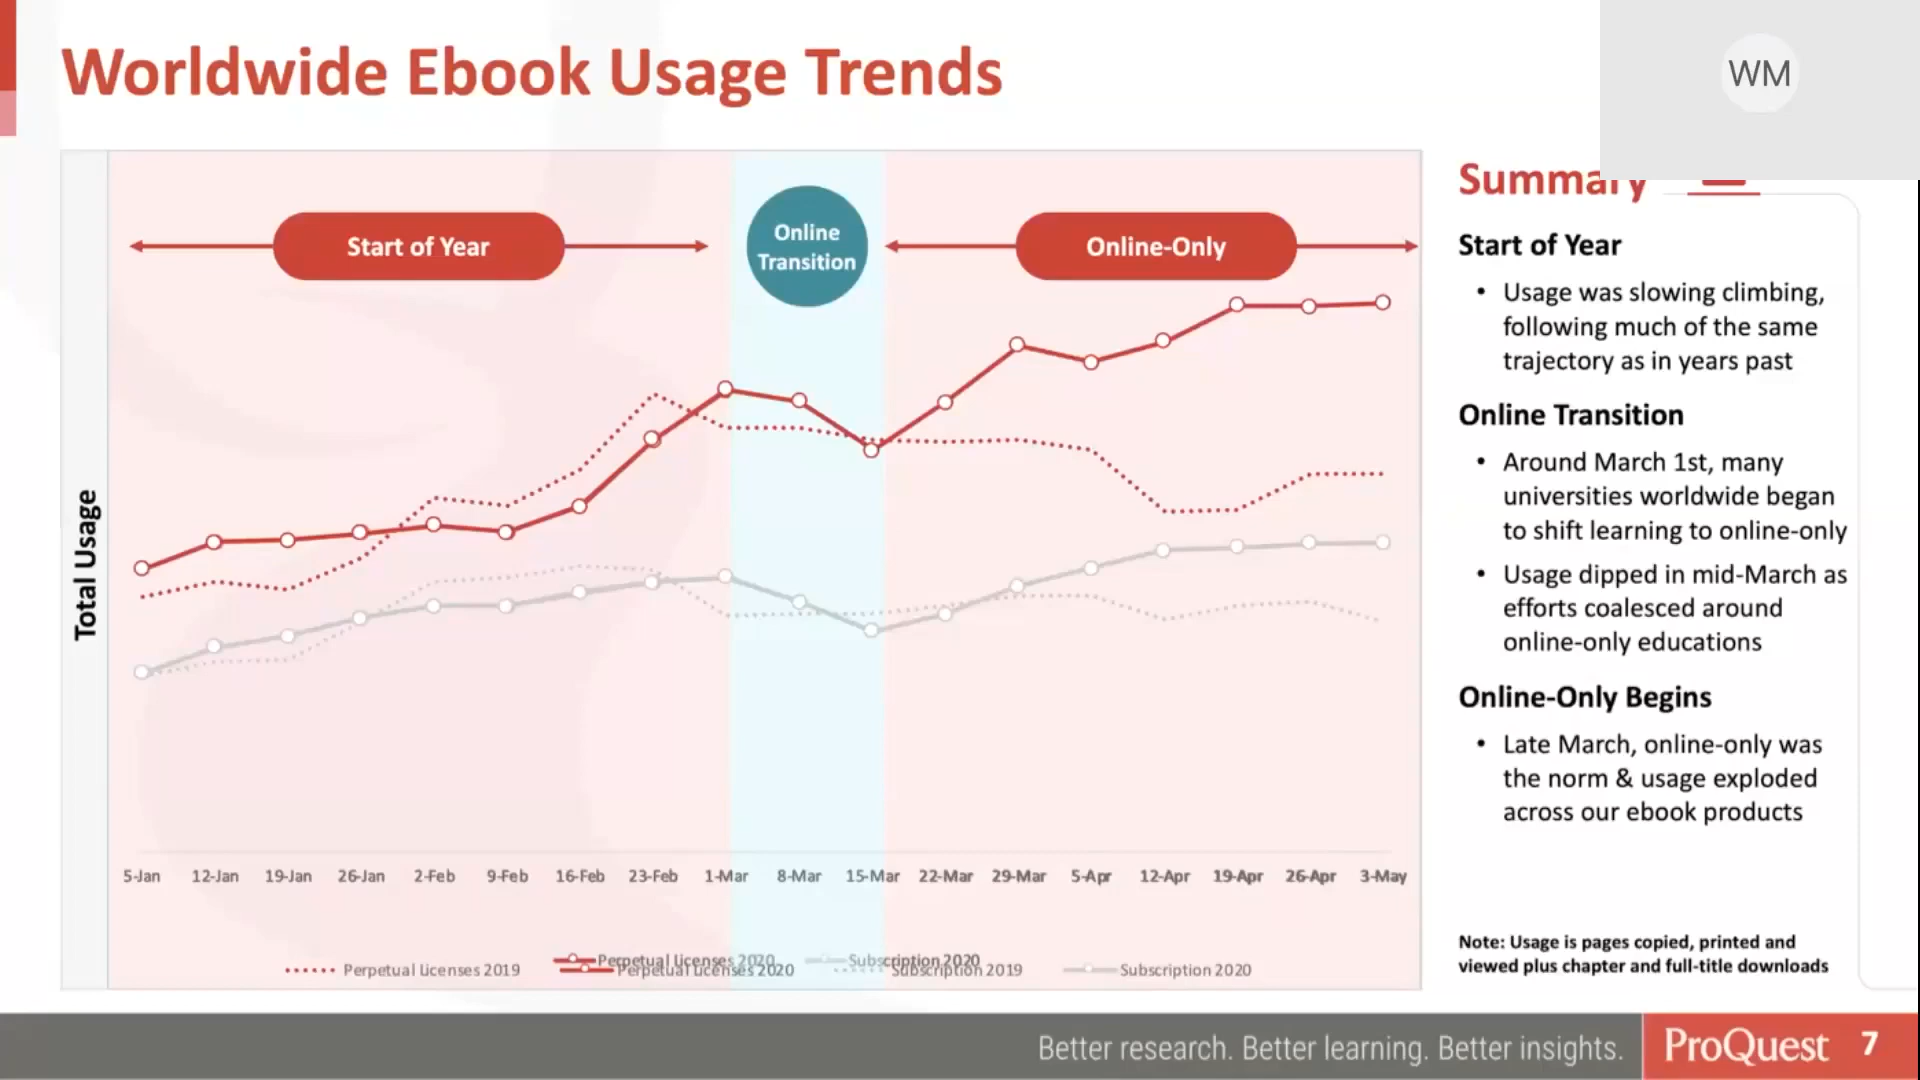 Worldwide Ebook Usage Trends
WM
Start of Year
Online
Transition
Online-Only
Total Usage
5-Jan 12-Jan 19-Jan 26-Jan 2-Feb 9-Feb 16-Feb 23-Feb 1-Mar 8-Mar 15-Mar 22-Mar 29-Mar 5-Apr 12-Apr 19-Apr 26-Apr 3-May
Perpetual Licenses 2020 Subscription 2020
Perpetual Licenses 2019 Perpetual Licenses 2020 Subscription 2019 Subscription 2020
Summary
Start of Year
• Usage was slowing climbing,
following much of the same
trajectory as in years past
Online Transition
• Around March 1st, many
universities worldwide began
to shift learning to online-only
• Usage dipped in mid-March as
efforts coalesced around
online-only educations
Online-Only Begins
• Late March, online-only was
the norm & usage exploded
across our ebook products
Note: Usage is pages copied, printed and
viewed plus chapter and full-title downloads
Better research. Better learning. Better insights.
ProQuest 7